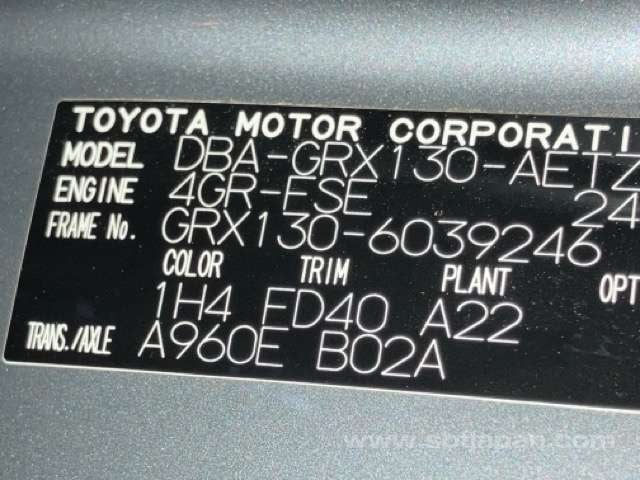 TOYOTA MOTOR CORPORATI
MODEL DBA-GRX130-AETZ
ENGINE 4GR-FSE 24
FRAME No. GRX130-6039246
COLOR TRIM PLANT OPT
1H4 FD40 A22
TRANS./AXLE A960E B02A
www.sbtjapan.com